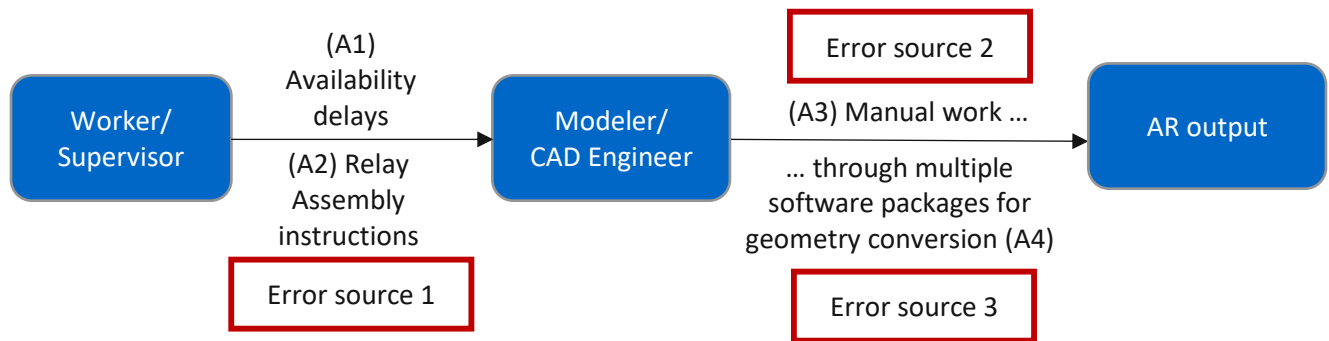 Worker/
Supervisor
(A1)
Availability
delays
(A2) Relay
Assembly
instructions
Error source 1
Modeler/
CAD Engineer
Error source 2
(A3) Manual work …
… through multiple
software packages for
geometry conversion (A4)
Error source 3
AR output